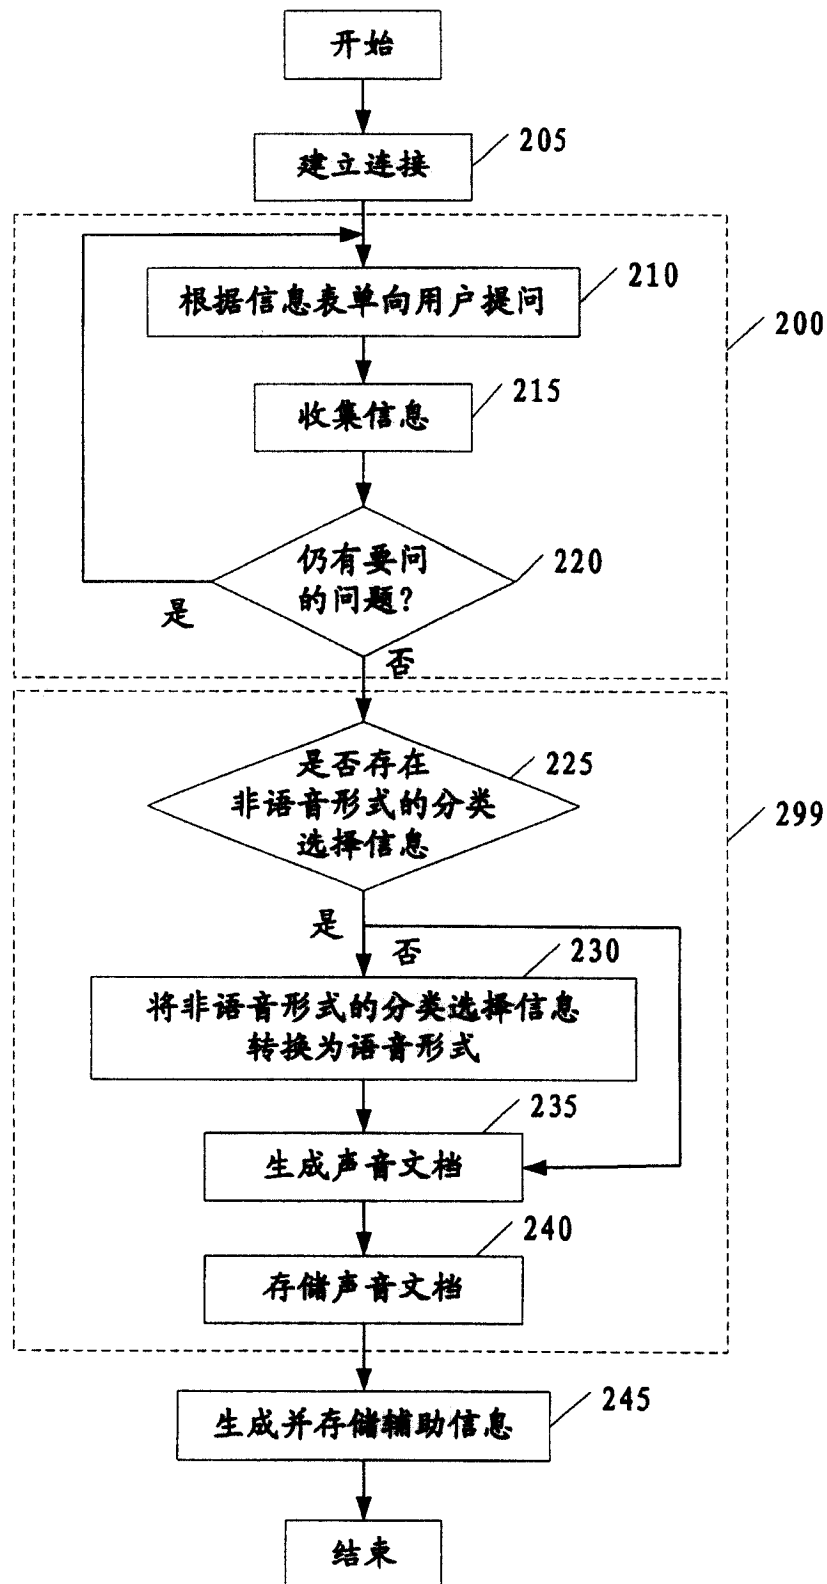 开始
建立连接
205
根据信息表单向用户提问
210
200
收集信息
215
仍有要问
的问题?
220
是
否
是否存在
非语音形式的分类
选择信息
225
299
是
否
230
将非语音形式的分类选择信息
转换为语音形式
235
生成声音文档
240
存储声音文档
245
生成并存储辅助信息
结束